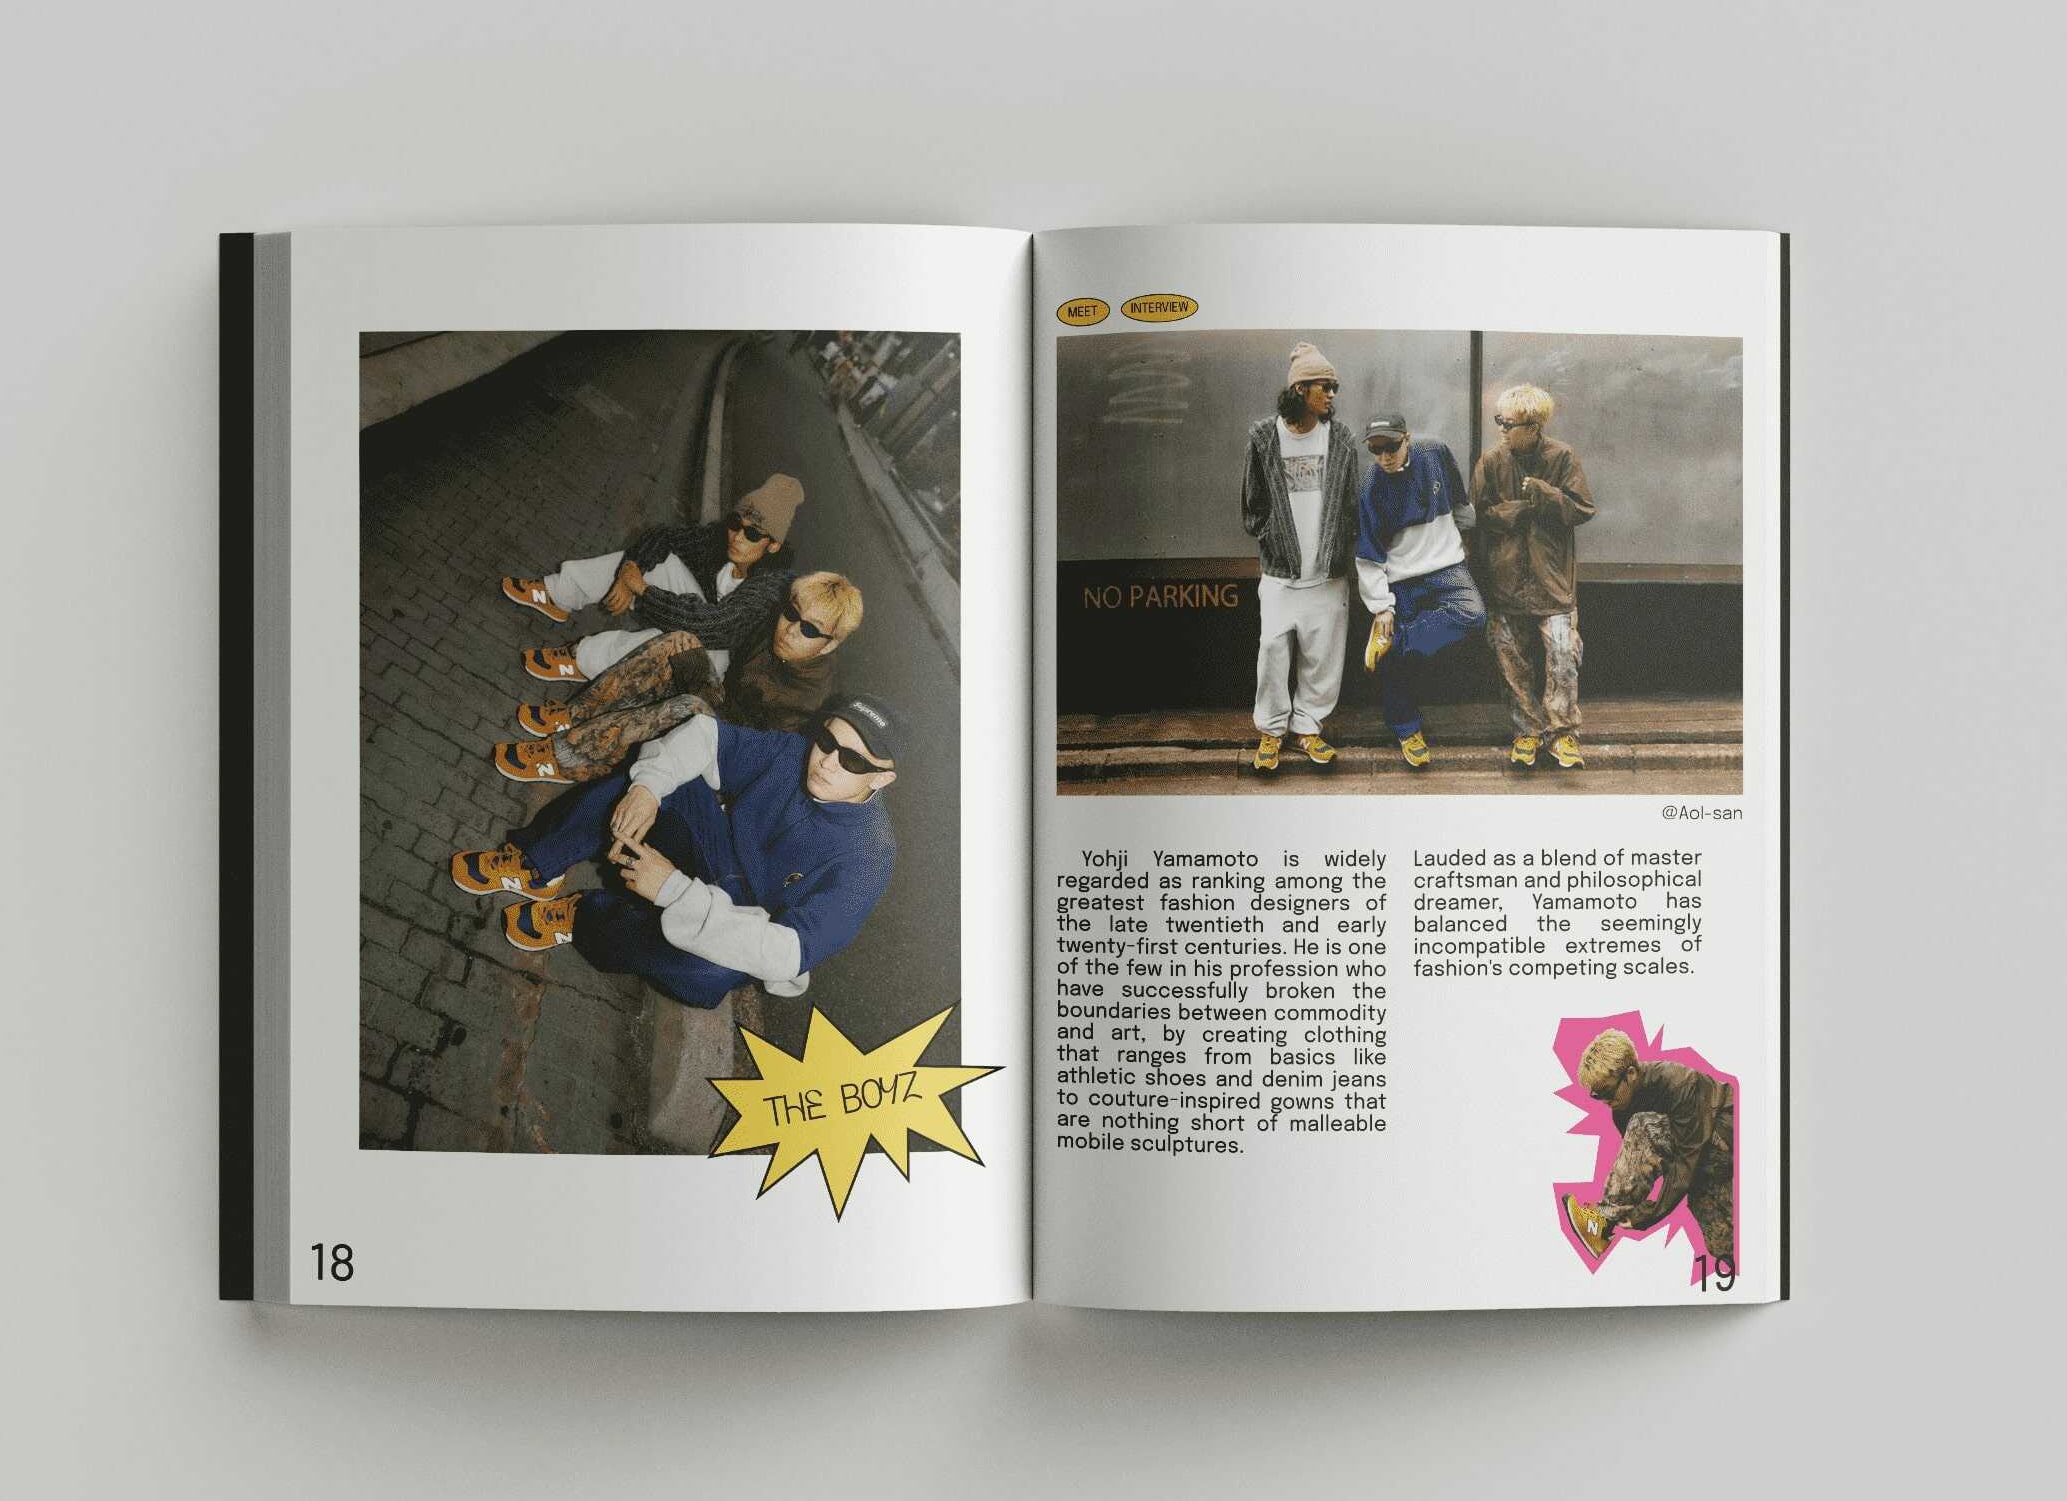 Supreme
N
N
N
N
N
THE BOYZ
18
MEET
INTERVIEW
NO PARKING
@Aol-san
Yohji Yamamoto is widely
regarded as ranking among the
greatest fashion designers of
the late twentieth and early
twenty-first centuries. He is one
of the few in his profession who
have successfully broken the
boundaries between commodity
and art, by creating clothing
that ranges from basics like
athletic shoes and denim jeans
to couture-inspired gowns that
are nothing short of malleable
mobile sculptures.
Lauded as a blend of master
craftsman and philosophical
dreamer, Yamamoto has
balanced the seemingly
incompatible extremes of
fashion's competing scales.
N
19